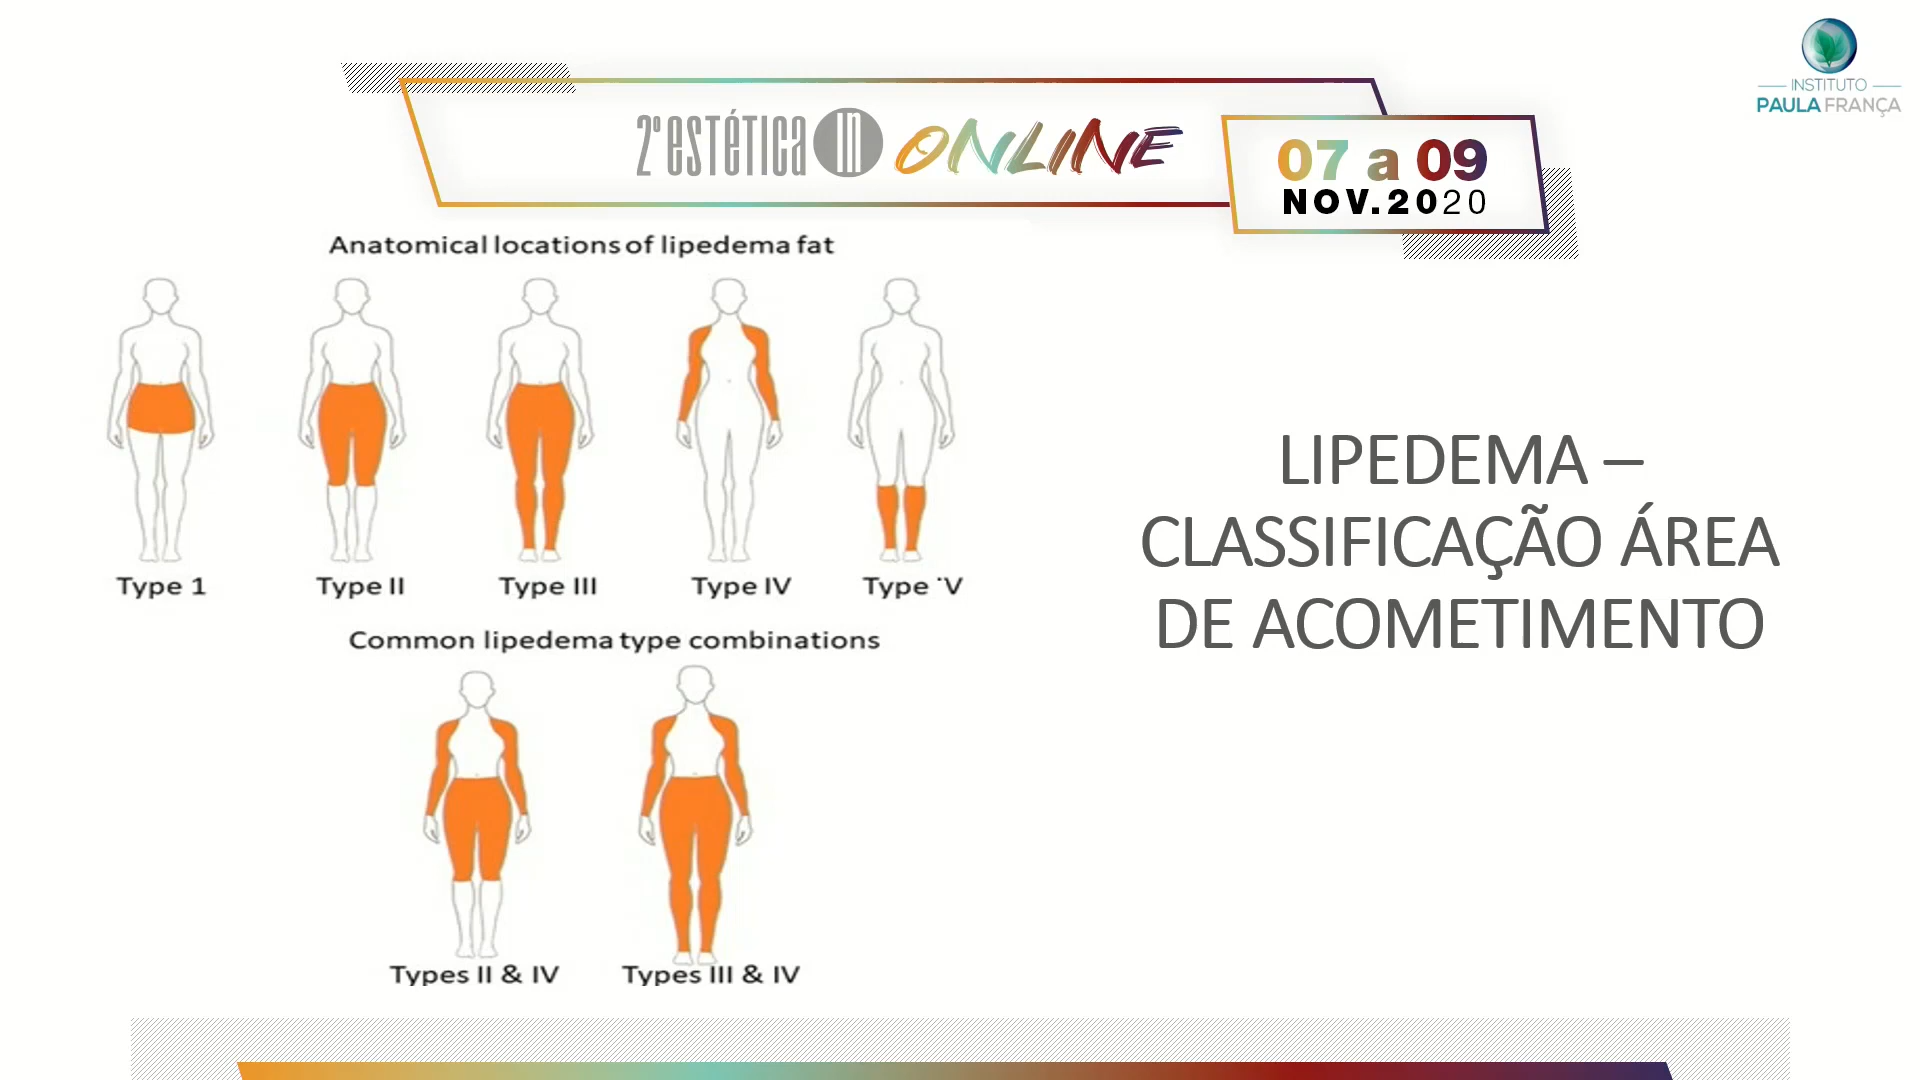 INSTITUTO
PAULA FRANÇA
2ª estética IN ONLINE
07 a 09
NOV.2020
Anatomical locations of lipedema fat
Type 1
Type II
Type III
Type IV
Type V
LIPEDEMA –
CLASSIFICAÇÃO ÁREA
DE ACOMETIMENTO
Common lipedema type combinations
Types II & IV
Types III & IV